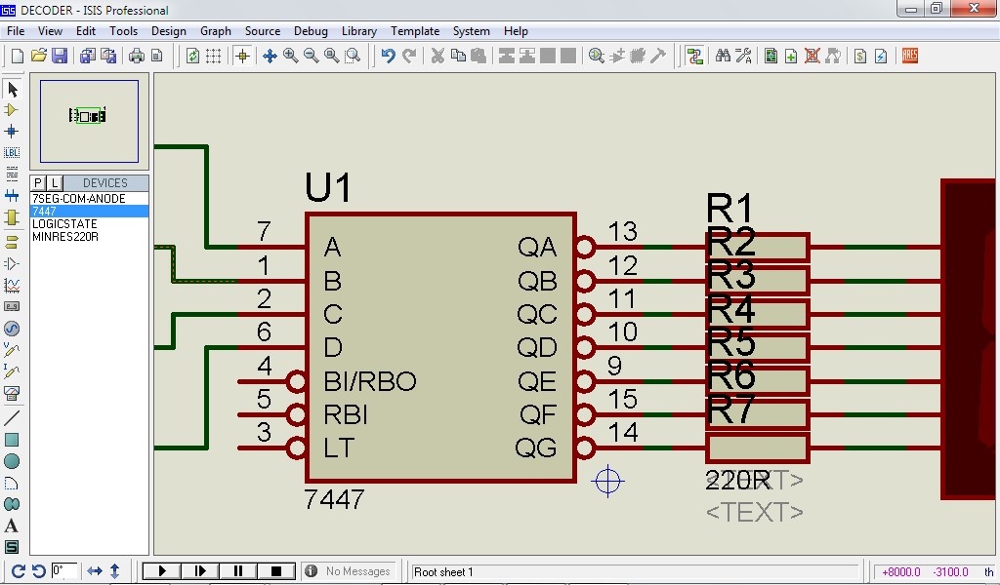 ISIS DECODER - ISIS Professional
File View Edit Tools Design Graph Source Debug Library Template System Help
LBL
P L DEVICES
7SEG-COM-ANODE
7447
LOGICSTATE
MINRES220R
A
S
U1
7 A
1 B
2 C
6 D
4 BI/RBO
5 RBI
3 LT
QA 13
QB 12
QC 11
QD 10
QE 9
QF 15
QG 14
7447
R1
R2
R3
R4
R5
R6
R7
220R
<TEXT>
<TEXT>
0°
No Messages
Root sheet 1
+8000.0 -3100.0 th